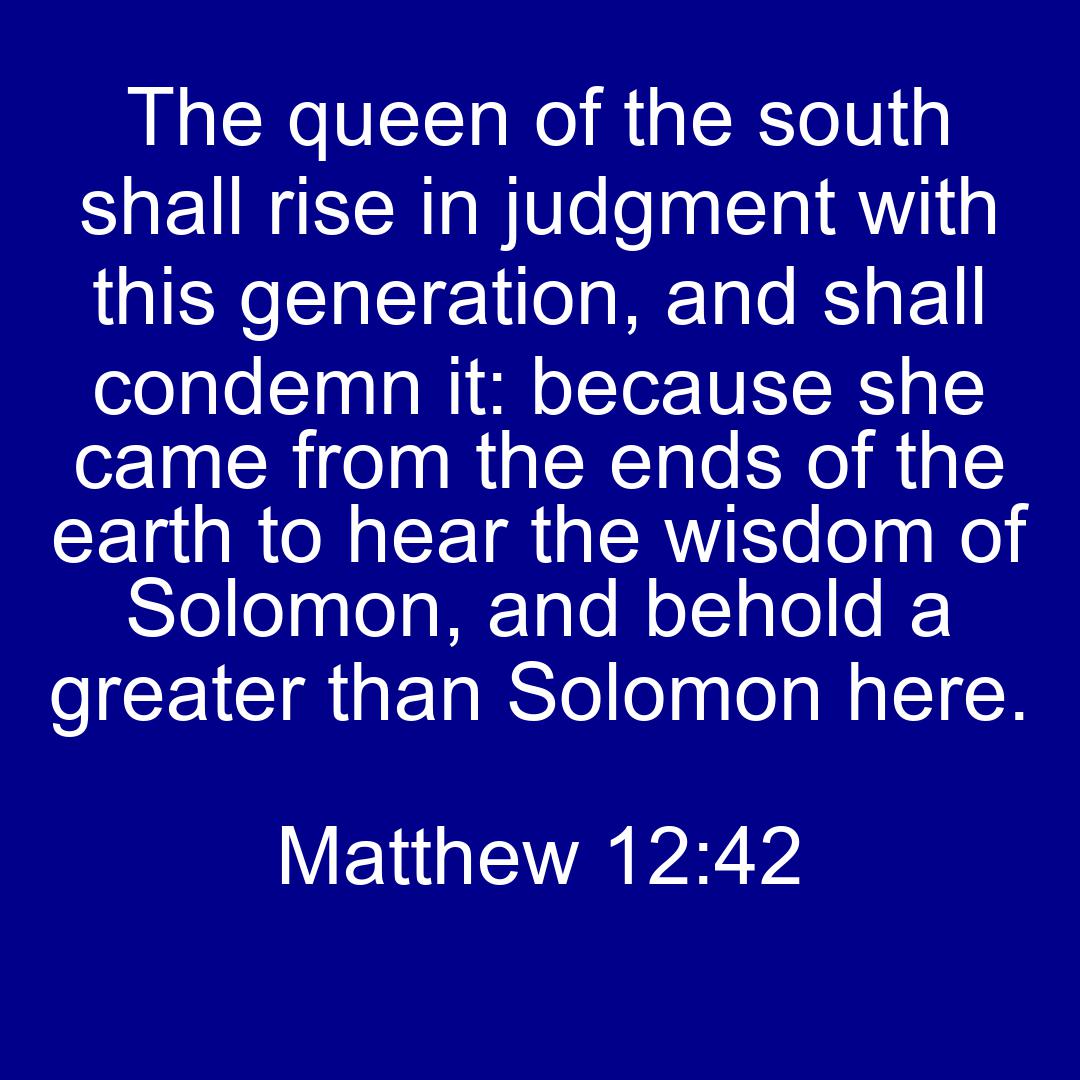 The queen of the south
shall rise in judgment with
this generation, and shall
condemn it: because she
came from the ends of the
earth to hear the wisdom of
Solomon, and behold a
greater than Solomon here.
Matthew 12:42